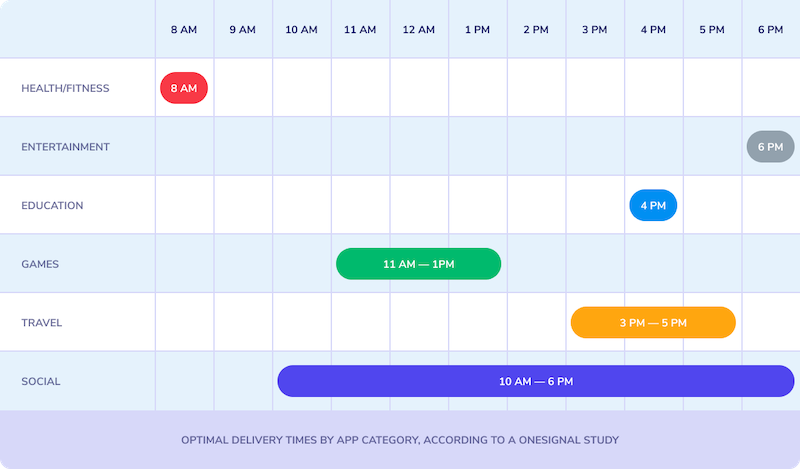 8 AM 9 AM 10 AM 11 AM 12 AM 1 PM 2 PM 3 PM 4 PM 5 PM 6 PM
HEALTH/FITNESS 8 AM
ENTERTAINMENT 6 PM
EDUCATION 4 PM
GAMES 11 AM — 1PM
TRAVEL 3 PM — 5 PM
SOCIAL 10 AM — 6 PM
OPTIMAL DELIVERY TIMES BY APP CATEGORY, ACCORDING TO A ONESIGNAL STUDY